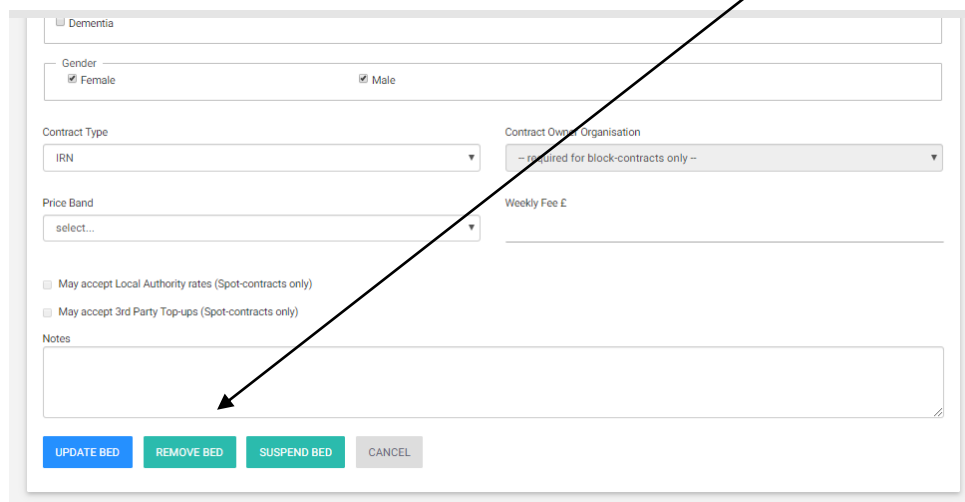 Dementia
Gender
Female Male
Contract Type Contract Owner Organisation
IRN -- required for block-contracts only --
Price Band Weekly Fee £
select...
May accept Local Authority rates (Spot-contracts only)
May accept 3rd Party Top-ups (Spot-contracts only)
Notes
UPDATE BED REMOVE BED SUSPEND BED CANCEL